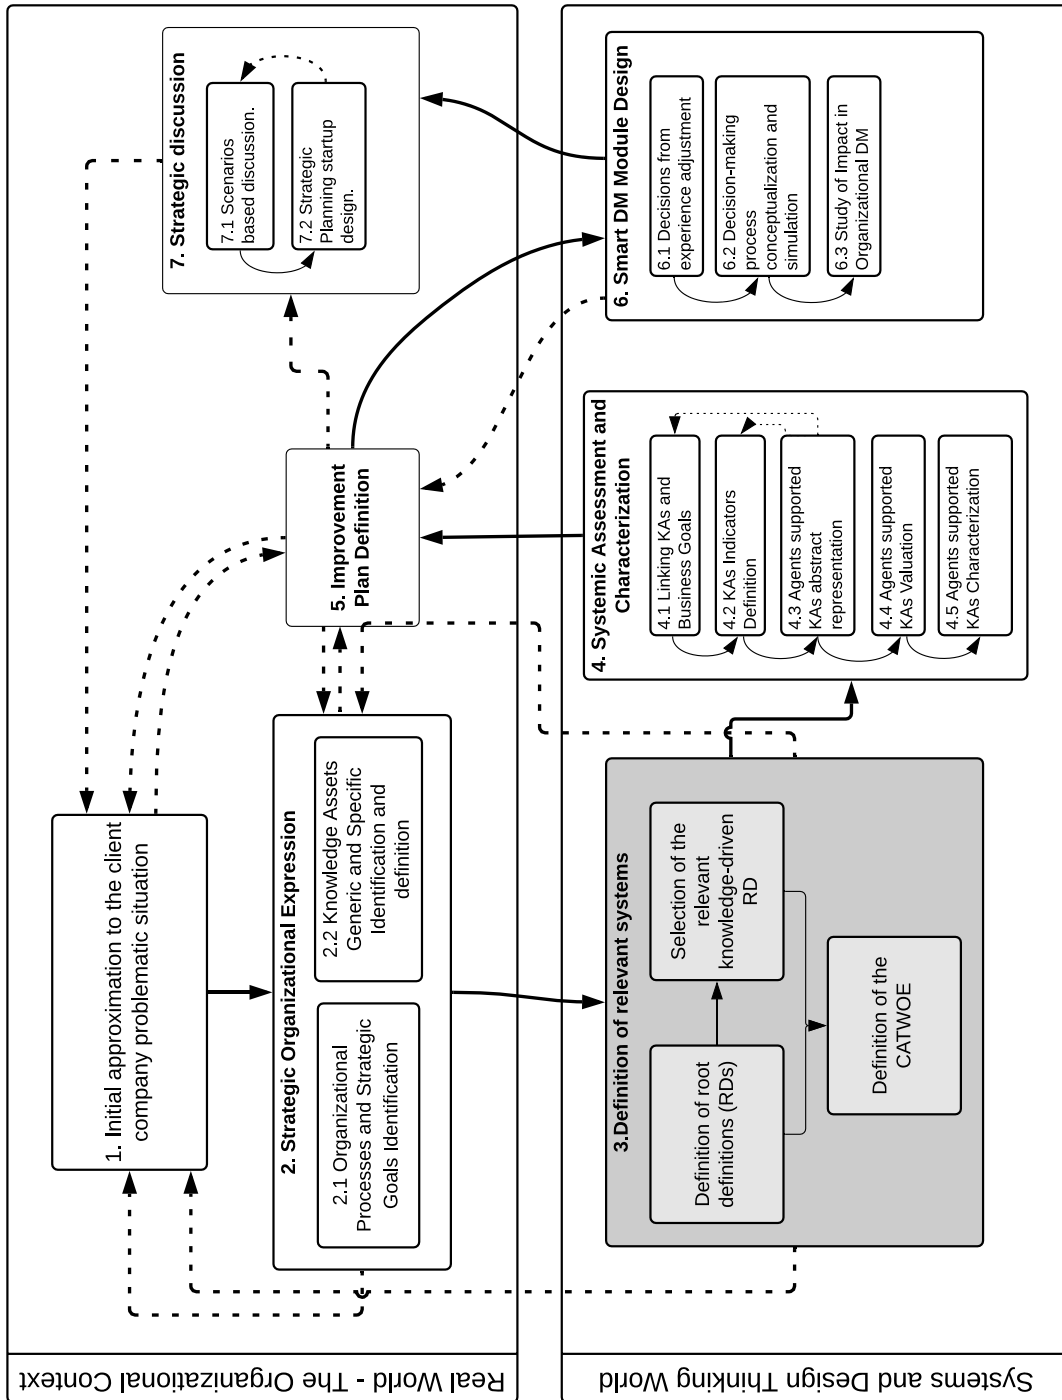 Real World - The Organizational Context
1. Initial approximation to the client
company problematic situation
2. Strategic Organizational Expression
2.1 Organizational
Processes and Strategic
Goals Identification
2.2 Knowledge Assets
Generic and Specific
Identification and
definition
5. Improvement
Plan Definition
7. Strategic discussion
7.1 Scenarios
based discussion.
7.2 Strategic
Planning startup
design.
Systems and Design Thinking World
3.Definition of relevant systems
Definition of root
definitions (RDs)
Selection of the
relevant
knowledge-driven
RD
Definition of the
CATWOE
4. Systemic Assessment and
Characterization
4.1 Linking KAs and
Business Goals
4.2 KAs Indicators
Definition
4.3 Agents supported
KAs abstract
representation
4.4 Agents supported
KAs Valuation
4.5 Agents supported
KAs Characterization
6. Smart DM Module Design
6.1 Decisions from
experience adjustment
6.2 Decision-making
process
conceptualization and
simulation
6.3 Study of Impact in
Organizational DM